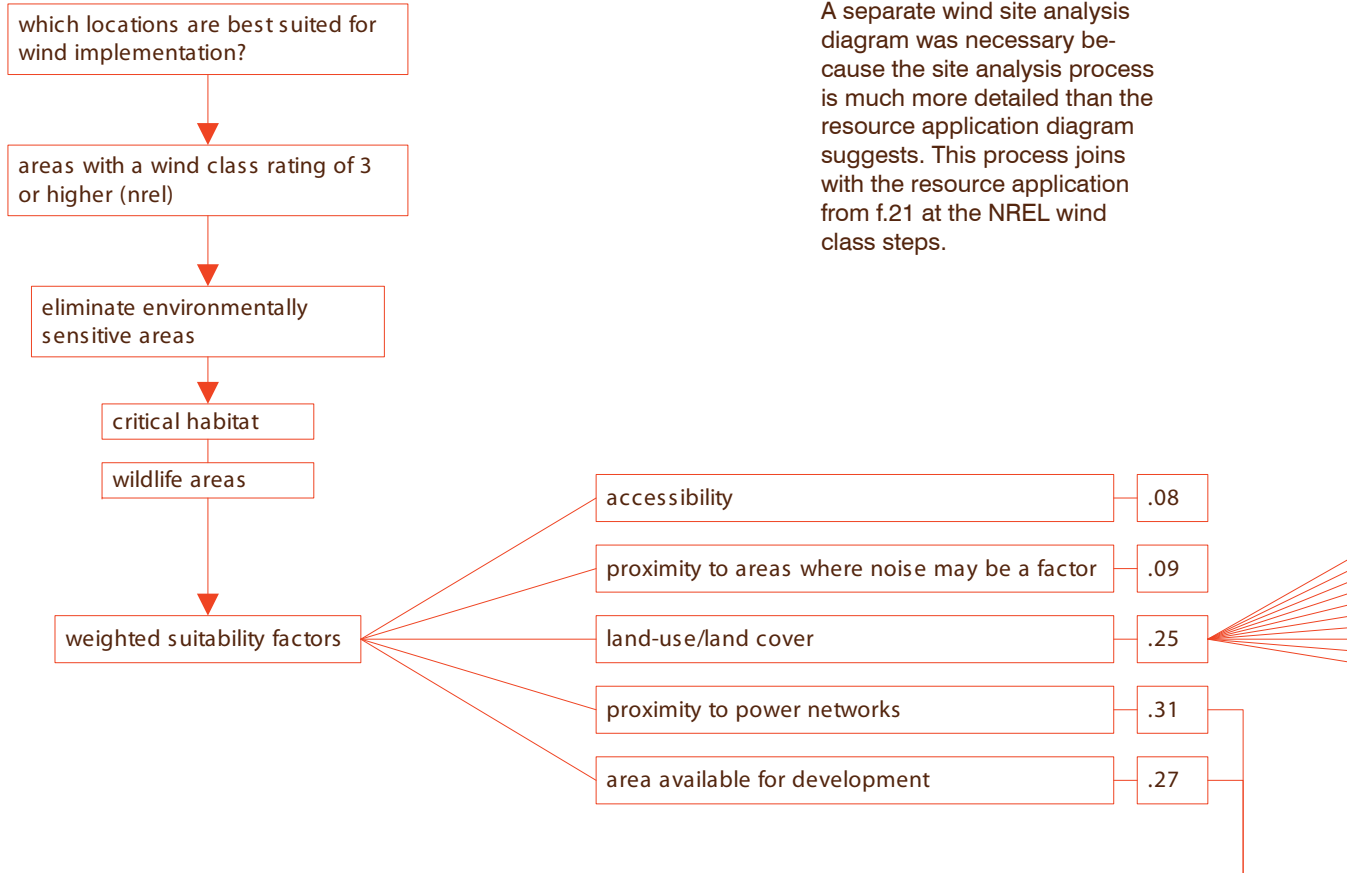 which locations are best suited for
wind implementation?
areas with a wind class rating of 3
or higher (nrel)
eliminate environmentally
sensitive areas
critical habitat
wildlife areas
weighted suitability factors
accessibility
.08
proximity to areas where noise may be a factor
.09
land-use/land cover
.25
proximity to power networks
.31
area available for development
.27
A separate wind site analysis
diagram was necessary be-
cause the site analysis process
is much more detailed than the
resource application diagram
suggests. This process joins
with the resource application
from f.21 at the NREL wind
class steps.